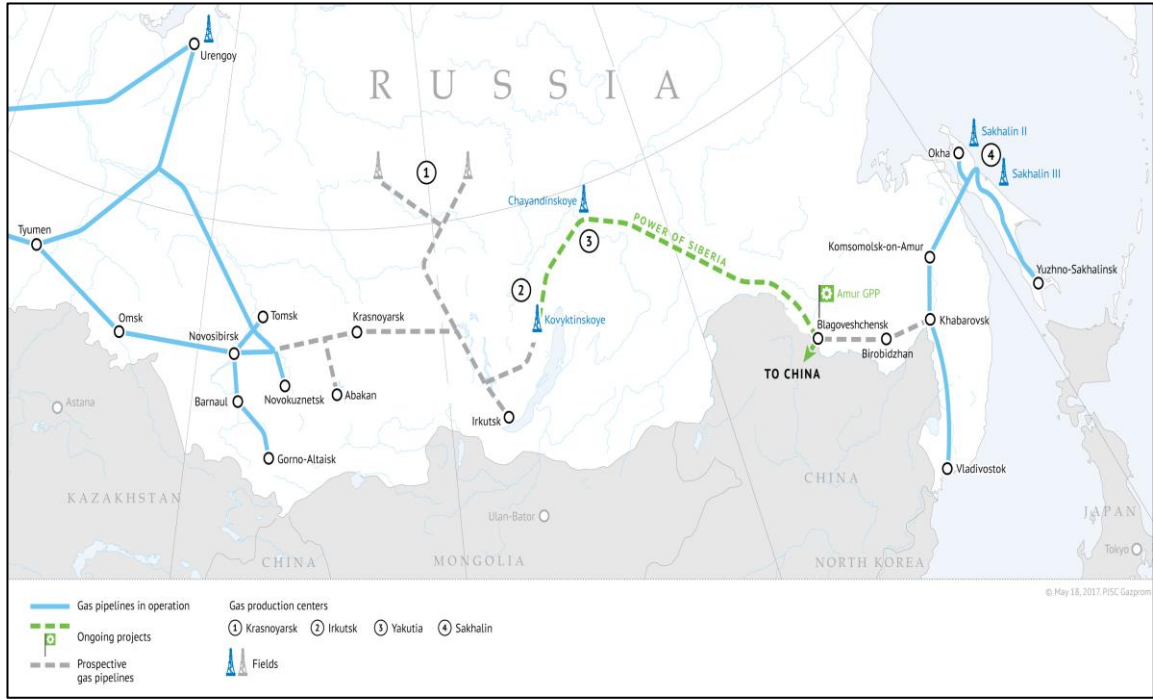 Urengoy
RUSSIA
Sakhalin II
Okha
4
Sakhalin III
1
Chayandinskoye
POWER OF SIBERIA
3
Tyumen
Komsomolsk-on-Amur
Yuzhno-Sakhalinsk
2
Amur GPP
Omsk
Tomsk
Krasnoyarsk
Kovyktinskoye
Khabarovsk
Novosibirsk
Blagoveshchensk
Birobidzhan
TO CHINA
Novokuznetsk
Abakan
Astana
Barnaul
Irkutsk
Gorno-Altaisk
Vladivostok
CHINA
KAZAKHSTAN
Ulan-Bator
JAPAN
Tokyo
CHINA
MONGOLIA
NORTH KOREA
© May 18, 2017. PJSC Gazprom
Gas pipelines in operation
Ongoing projects
Prospective
gas pipelines
Gas production centers
1 Krasnoyarsk 2 Irkutsk 3 Yakutia 4 Sakhalin
Fields